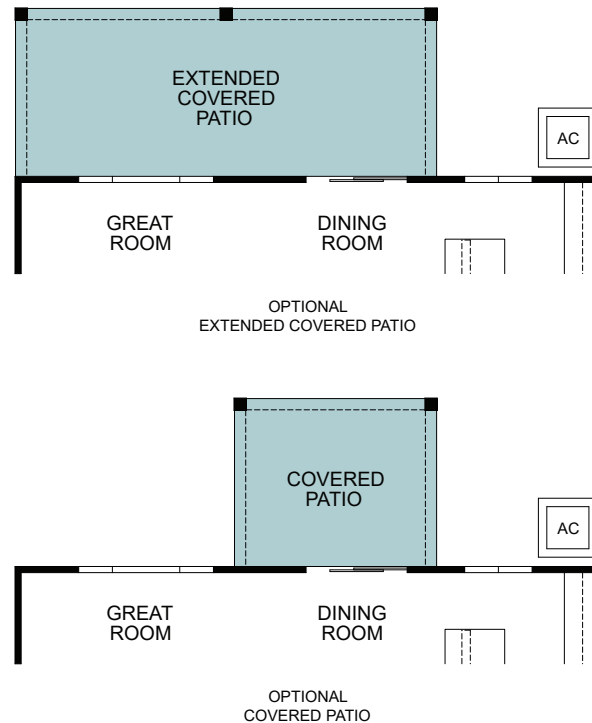 EXTENDED
COVERED
PATIO
AC
GREAT
ROOM
DINING
ROOM
OPTIONAL
EXTENDED COVERED PATIO
COVERED
PATIO
AC
GREAT
ROOM
DINING
ROOM
OPTIONAL
COVERED PATIO